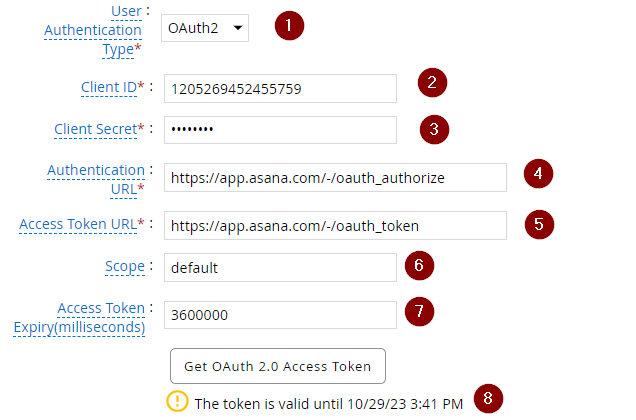 User
Authentication
Type* :
OAuth2
1
Client ID* :
1205269452455759
2
Client Secret* :
••••••••
3
Authentication :
URL*
https://app.asana.com/-/oauth_authorize
4
Access Token URL* :
https://app.asana.com/-/oauth_token
5
Scope :
default
6
Access Token :
Expiry(milliseconds)
3600000
7
Get OAuth 2.0 Access Token
The token is valid until 10/29/23 3:41 PM
8